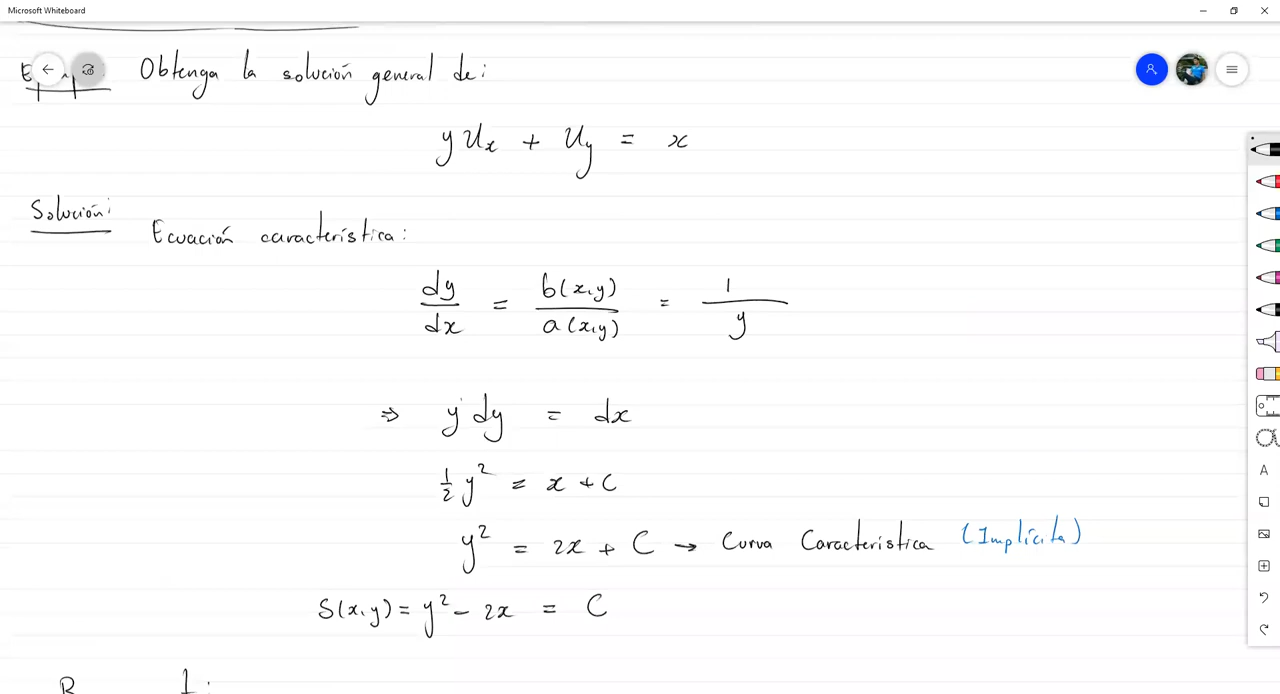 Microsoft Whiteboard
Obtenga la solución general de:
y Ux + Uy = x
Solución:
Ecuación característica:
dy/dx = b(x,y)/a(x,y) = 1/y
⇒ y dy = dx
½ y² = x + C
y² = 2x + C → Curva Característica (Implícita)
S(x,y) = y² - 2x = C